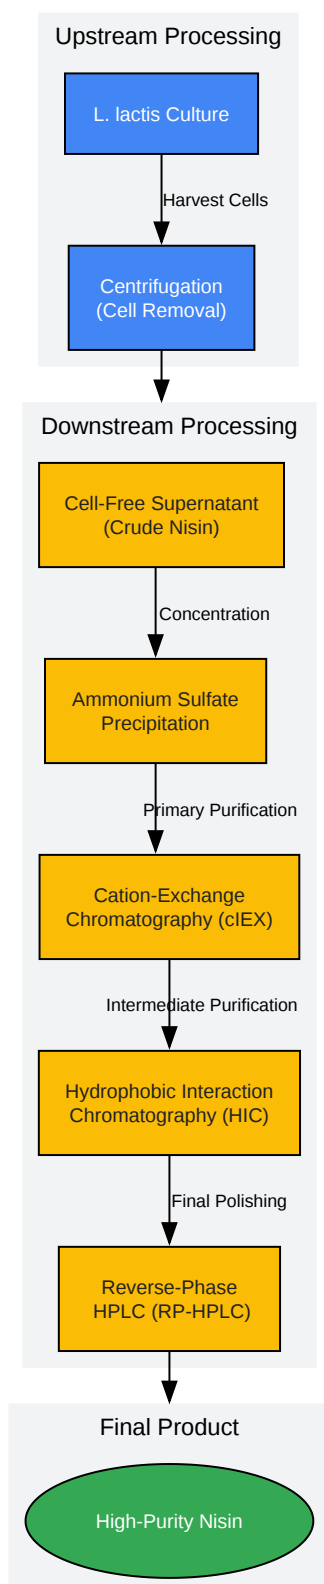 Upstream Processing
L. lactis Culture
Harvest Cells
Centrifugation
(Cell Removal)
Downstream Processing
Cell-Free Supernatant
(Crude Nisin)
Concentration
Ammonium Sulfate
Precipitation
Primary Purification
Cation-Exchange
Chromatography (cIEX)
Intermediate Purification
Hydrophobic Interaction
Chromatography (HIC)
Final Polishing
Reverse-Phase
HPLC (RP-HPLC)
Final Product
High-Purity Nisin